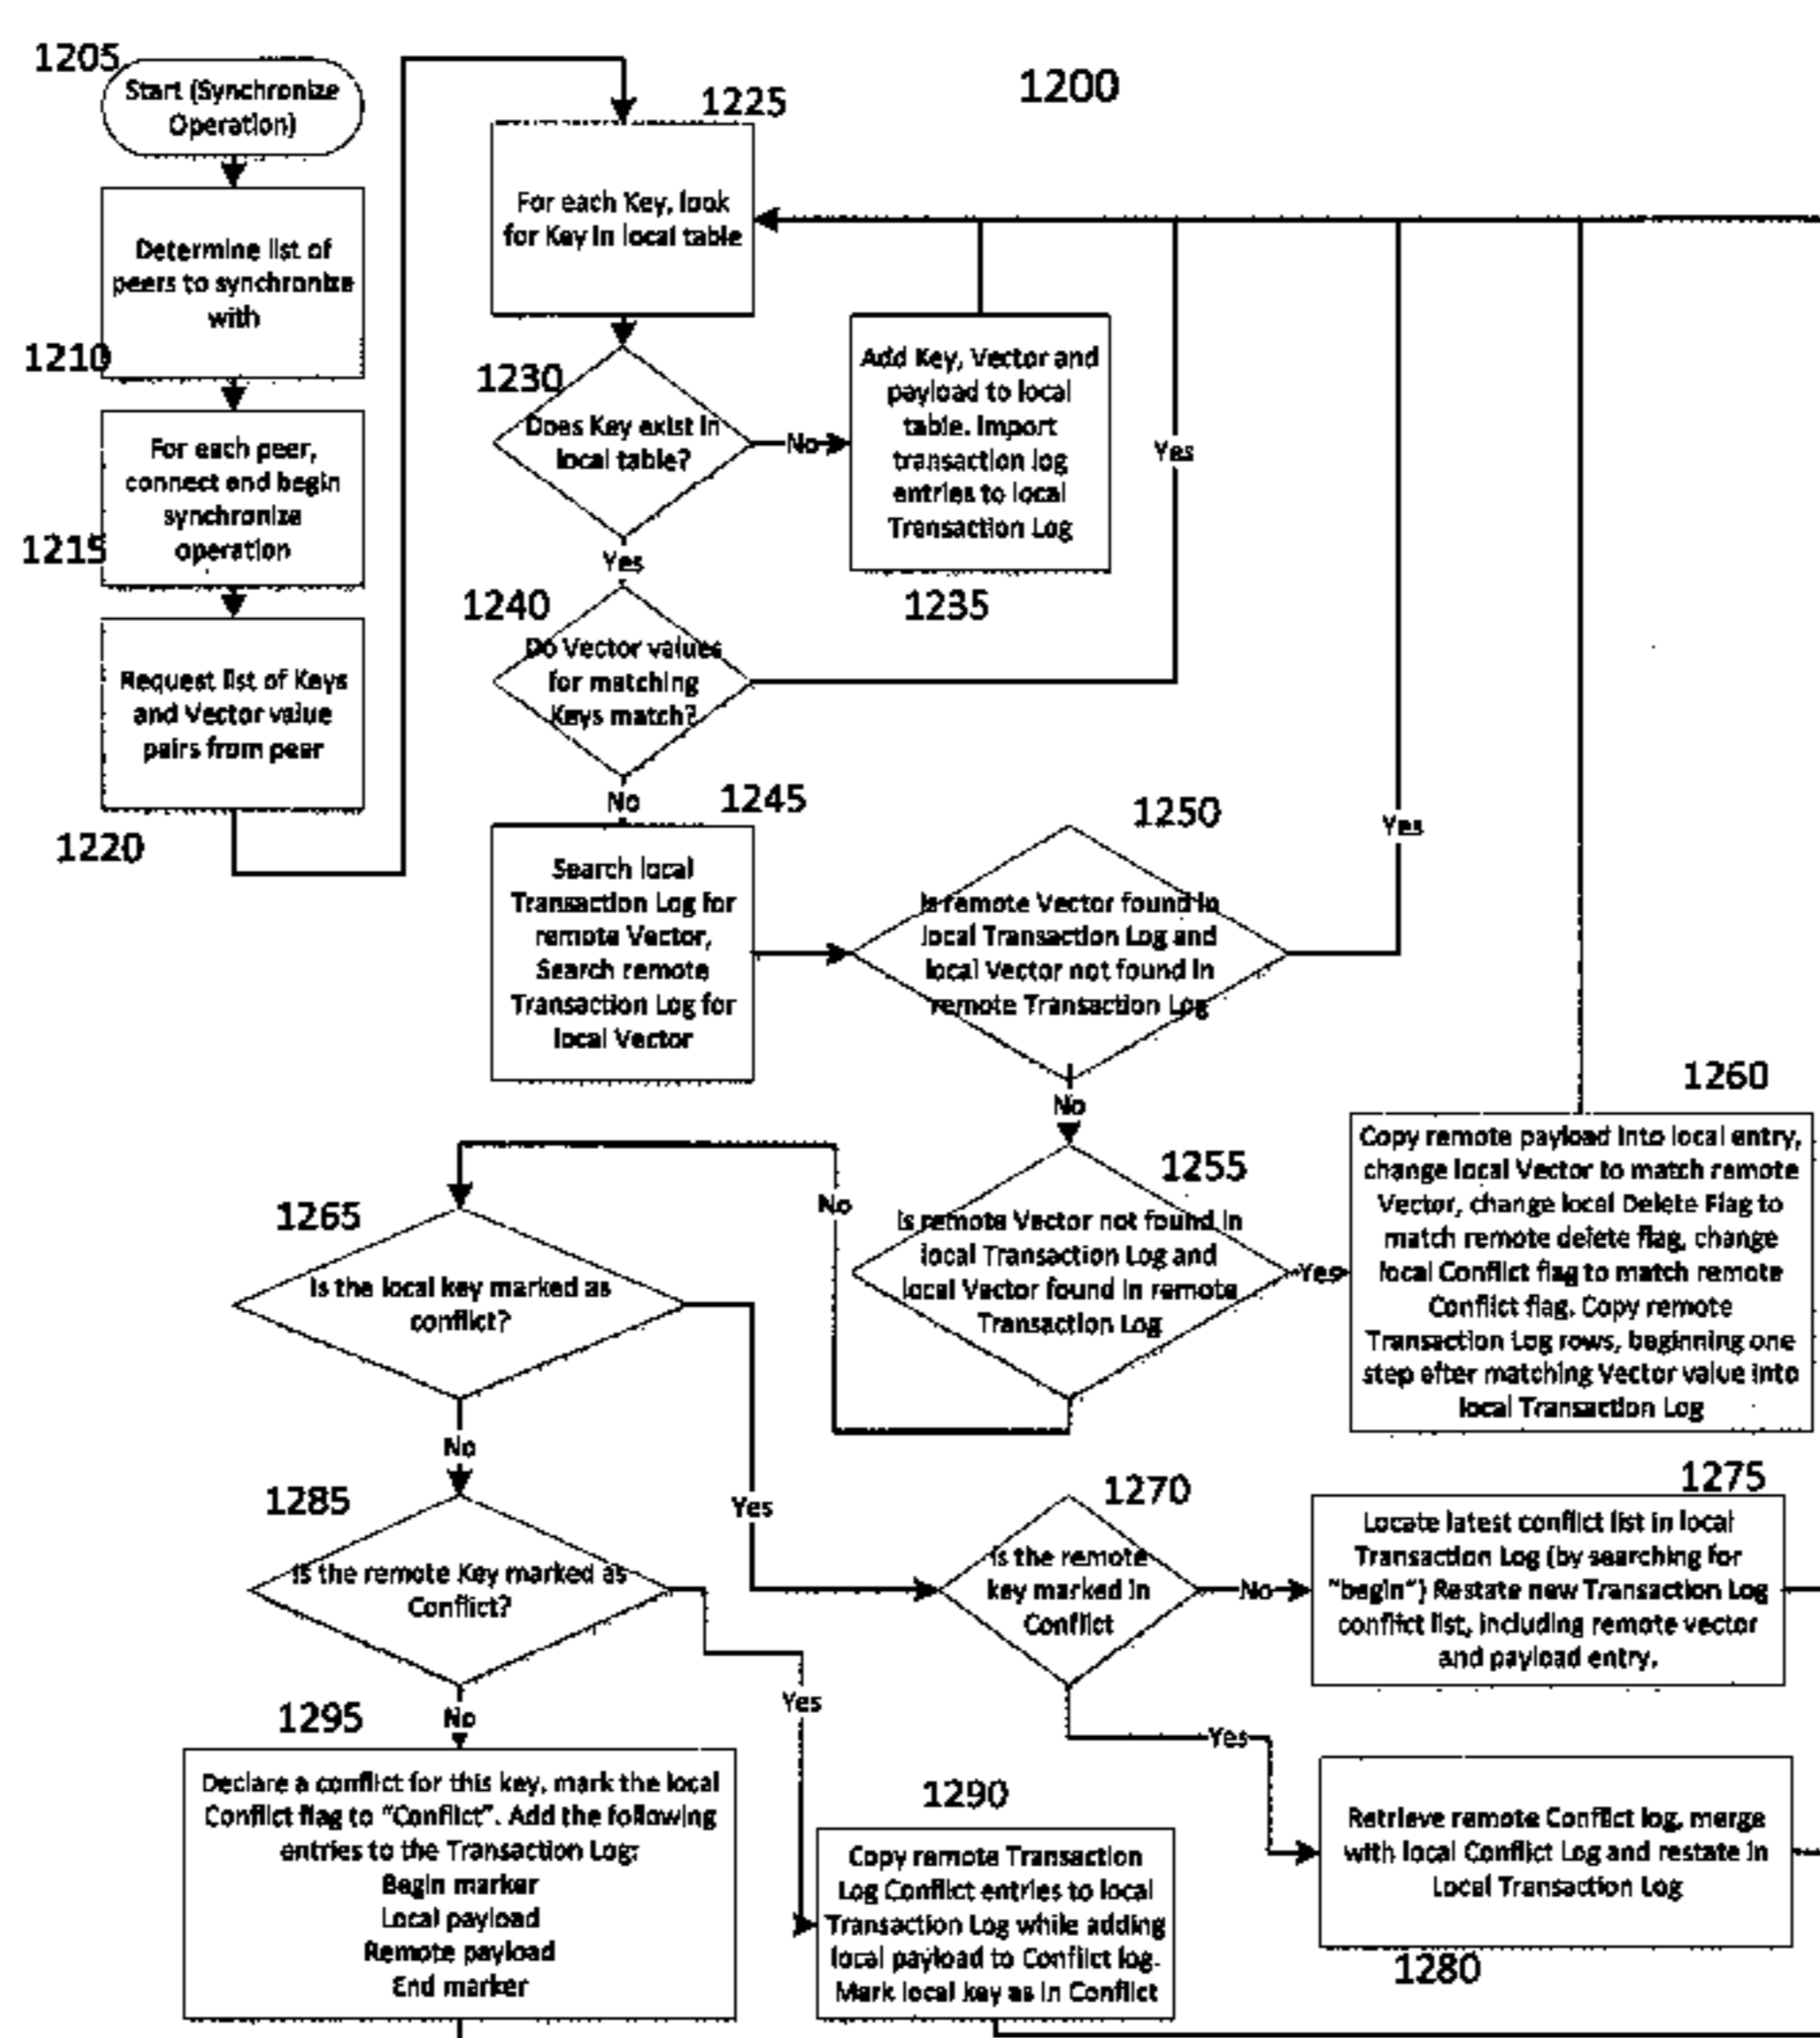 1205
Start (Synchronize
Operation)
Determine list of
peers to synchronize
with
1210
For each peer,
connect and begin
synchronize
operation
1215
Request list of Keys
and Vector value
pairs from peer
1220
1200
1225
For each Key, look
for Key in local table
1230
Does Key exist in
local table?
No
Yes
Add Key, Vector and
payload to local
table. Import
transaction log
entries to local
Transaction Log
1235
1240
Do Vector values
for matching
Keys match?
Yes
No
1245
Search local
Transaction Log for
remote Vector,
Search remote
Transaction Log for
local Vector
1250
Is remote Vector found in
local Transaction Log and
local Vector not found in
remote Transaction Log
Yes
No
1255
Is remote Vector not found in
local Transaction Log and
local Vector found in remote
Transaction Log
Yes
No
1260
Copy remote payload into local entry,
change local Vector to match remote
Vector, change local Delete Flag to
match remote delete flag, change
local Conflict flag to match remote
Conflict flag. Copy remote
Transaction Log rows, beginning one
step after matching Vector value into
local Transaction Log
1265
Is the local key marked as
conflict?
No
Yes
1270
Is the remote
key marked in
Conflict
No
Yes
1275
Locate latest conflict list in local
Transaction Log (by searching for
"begin") Restate new Transaction Log
conflict list, including remote vector
and payload entry.
Retrieve remote Conflict log, merge
with local Conflict Log and restate in
Local Transaction Log
1280
1285
Is the remote Key marked as
Conflict?
No
Yes
1290
Copy remote Transaction
Log Conflict entries to local
Transaction Log while adding
local payload to Conflict log.
Mark local key as in Conflict
1295
Declare a conflict for this key, mark the local
Conflict flag to "Conflict". Add the following
entries to the Transaction Log:
Begin marker
Local payload
Remote payload
End marker